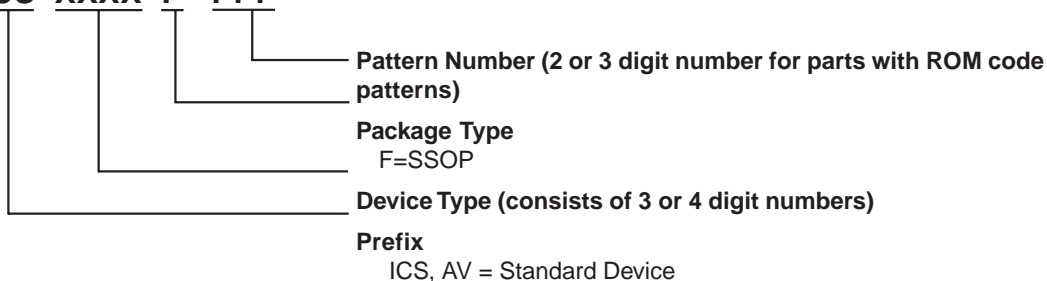 Pattern Number (2 or 3 digit number for parts with ROM code
patterns)
Package Type
F=SSOP
Device Type (consists of 3 or 4 digit numbers)
Prefix
ICS, AV = Standard Device